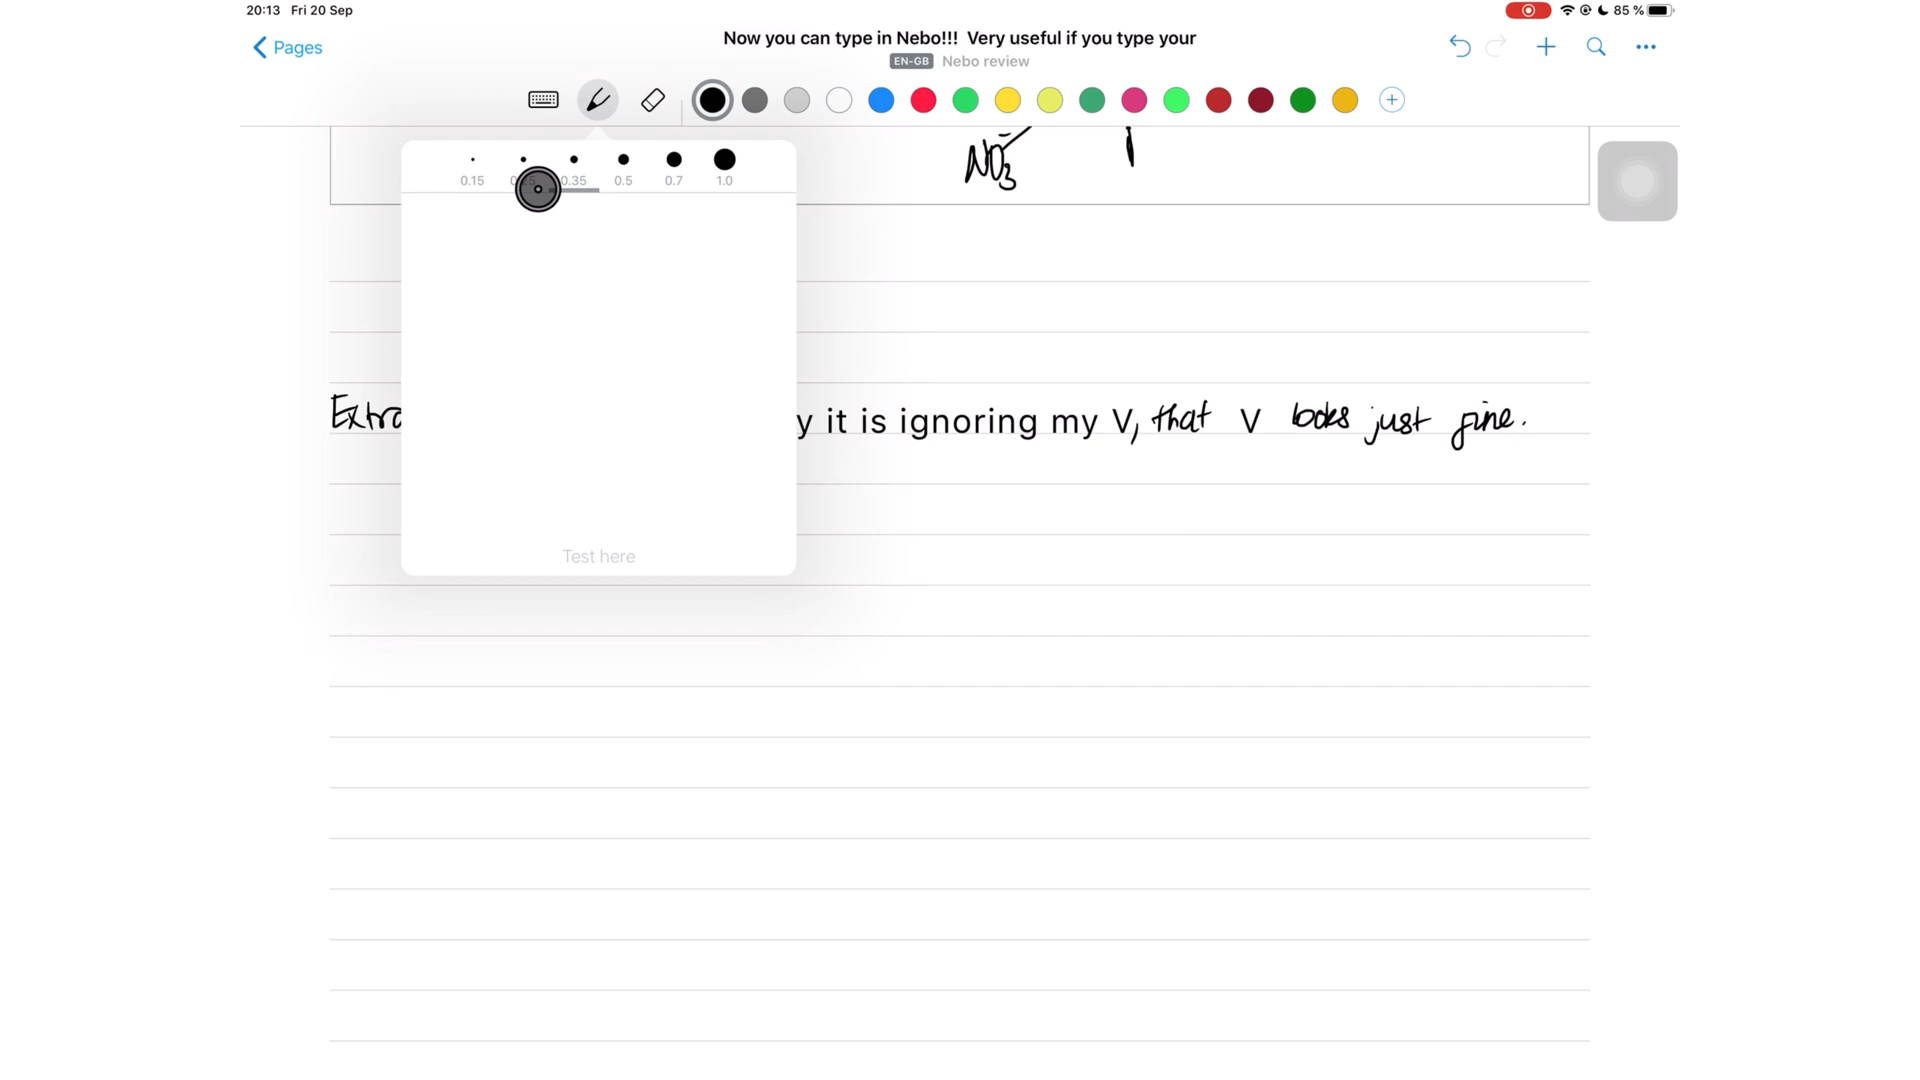 20:13 Fri 20 Sep
85 %
Pages
Now you can type in Nebo!!! Very useful if you type your
EN-GB Nebo review
0.15 0.25 0.35 0.5 0.7 1.0
NO₃⁻
Extra
y it is ignoring my V, that V looks just fine.
Test here